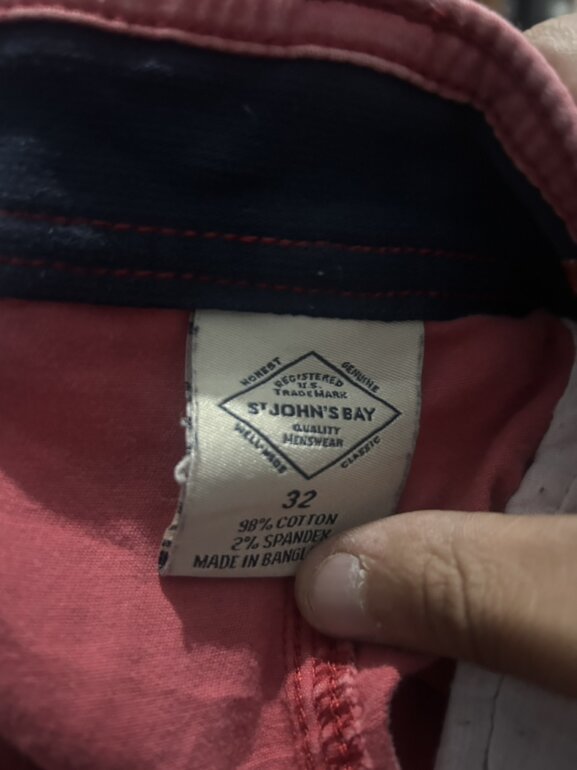 HONEST
GENUINE
REGISTERED
U.S.
TRADEMARK
ST JOHN'S BAY
QUALITY
MENSWEAR
WELL-MADE
CLASSIC
32
98% COTTON
2% SPANDEX
MADE IN BANGL